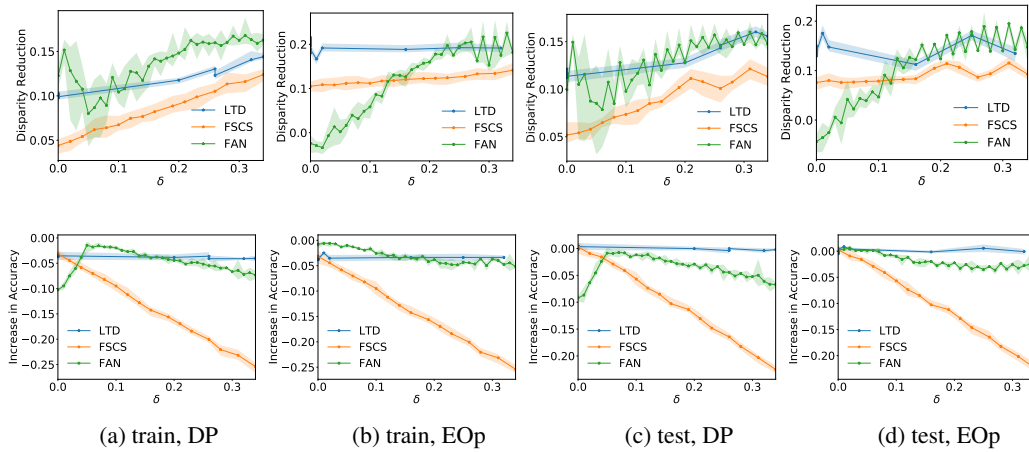 Disparity Reduction
0.15
0.10
0.05
0.0 0.1 0.2 0.3
δ
LTD
FSCS
FAN
Disparity Reduction
0.2
0.1
0.0
0.0 0.1 0.2 0.3
δ
LTD
FSCS
FAN
Disparity Reduction
0.15
0.10
0.05
0.0 0.1 0.2 0.3
δ
LTD
FSCS
FAN
Disparity Reduction
0.2
0.1
0.0
0.0 0.1 0.2 0.3
δ
LTD
FSCS
FAN
Increase in Accuracy
0.00
−0.05
−0.10
−0.15
−0.20
−0.25
0.0 0.1 0.2 0.3
δ
LTD
FSCS
FAN
Increase in Accuracy
0.00
−0.05
−0.10
−0.15
−0.20
−0.25
0.0 0.1 0.2 0.3
δ
LTD
FSCS
FAN
Increase in Accuracy
0.00
−0.05
−0.10
−0.15
−0.20
0.0 0.1 0.2 0.3
δ
LTD
FSCS
FAN
Increase in Accuracy
0.00
−0.05
−0.10
−0.15
−0.20
0.0 0.1 0.2 0.3
δ
LTD
FSCS
FAN
(a) train, DP
(b) train, EOp
(c) test, DP
(d) test, EOp